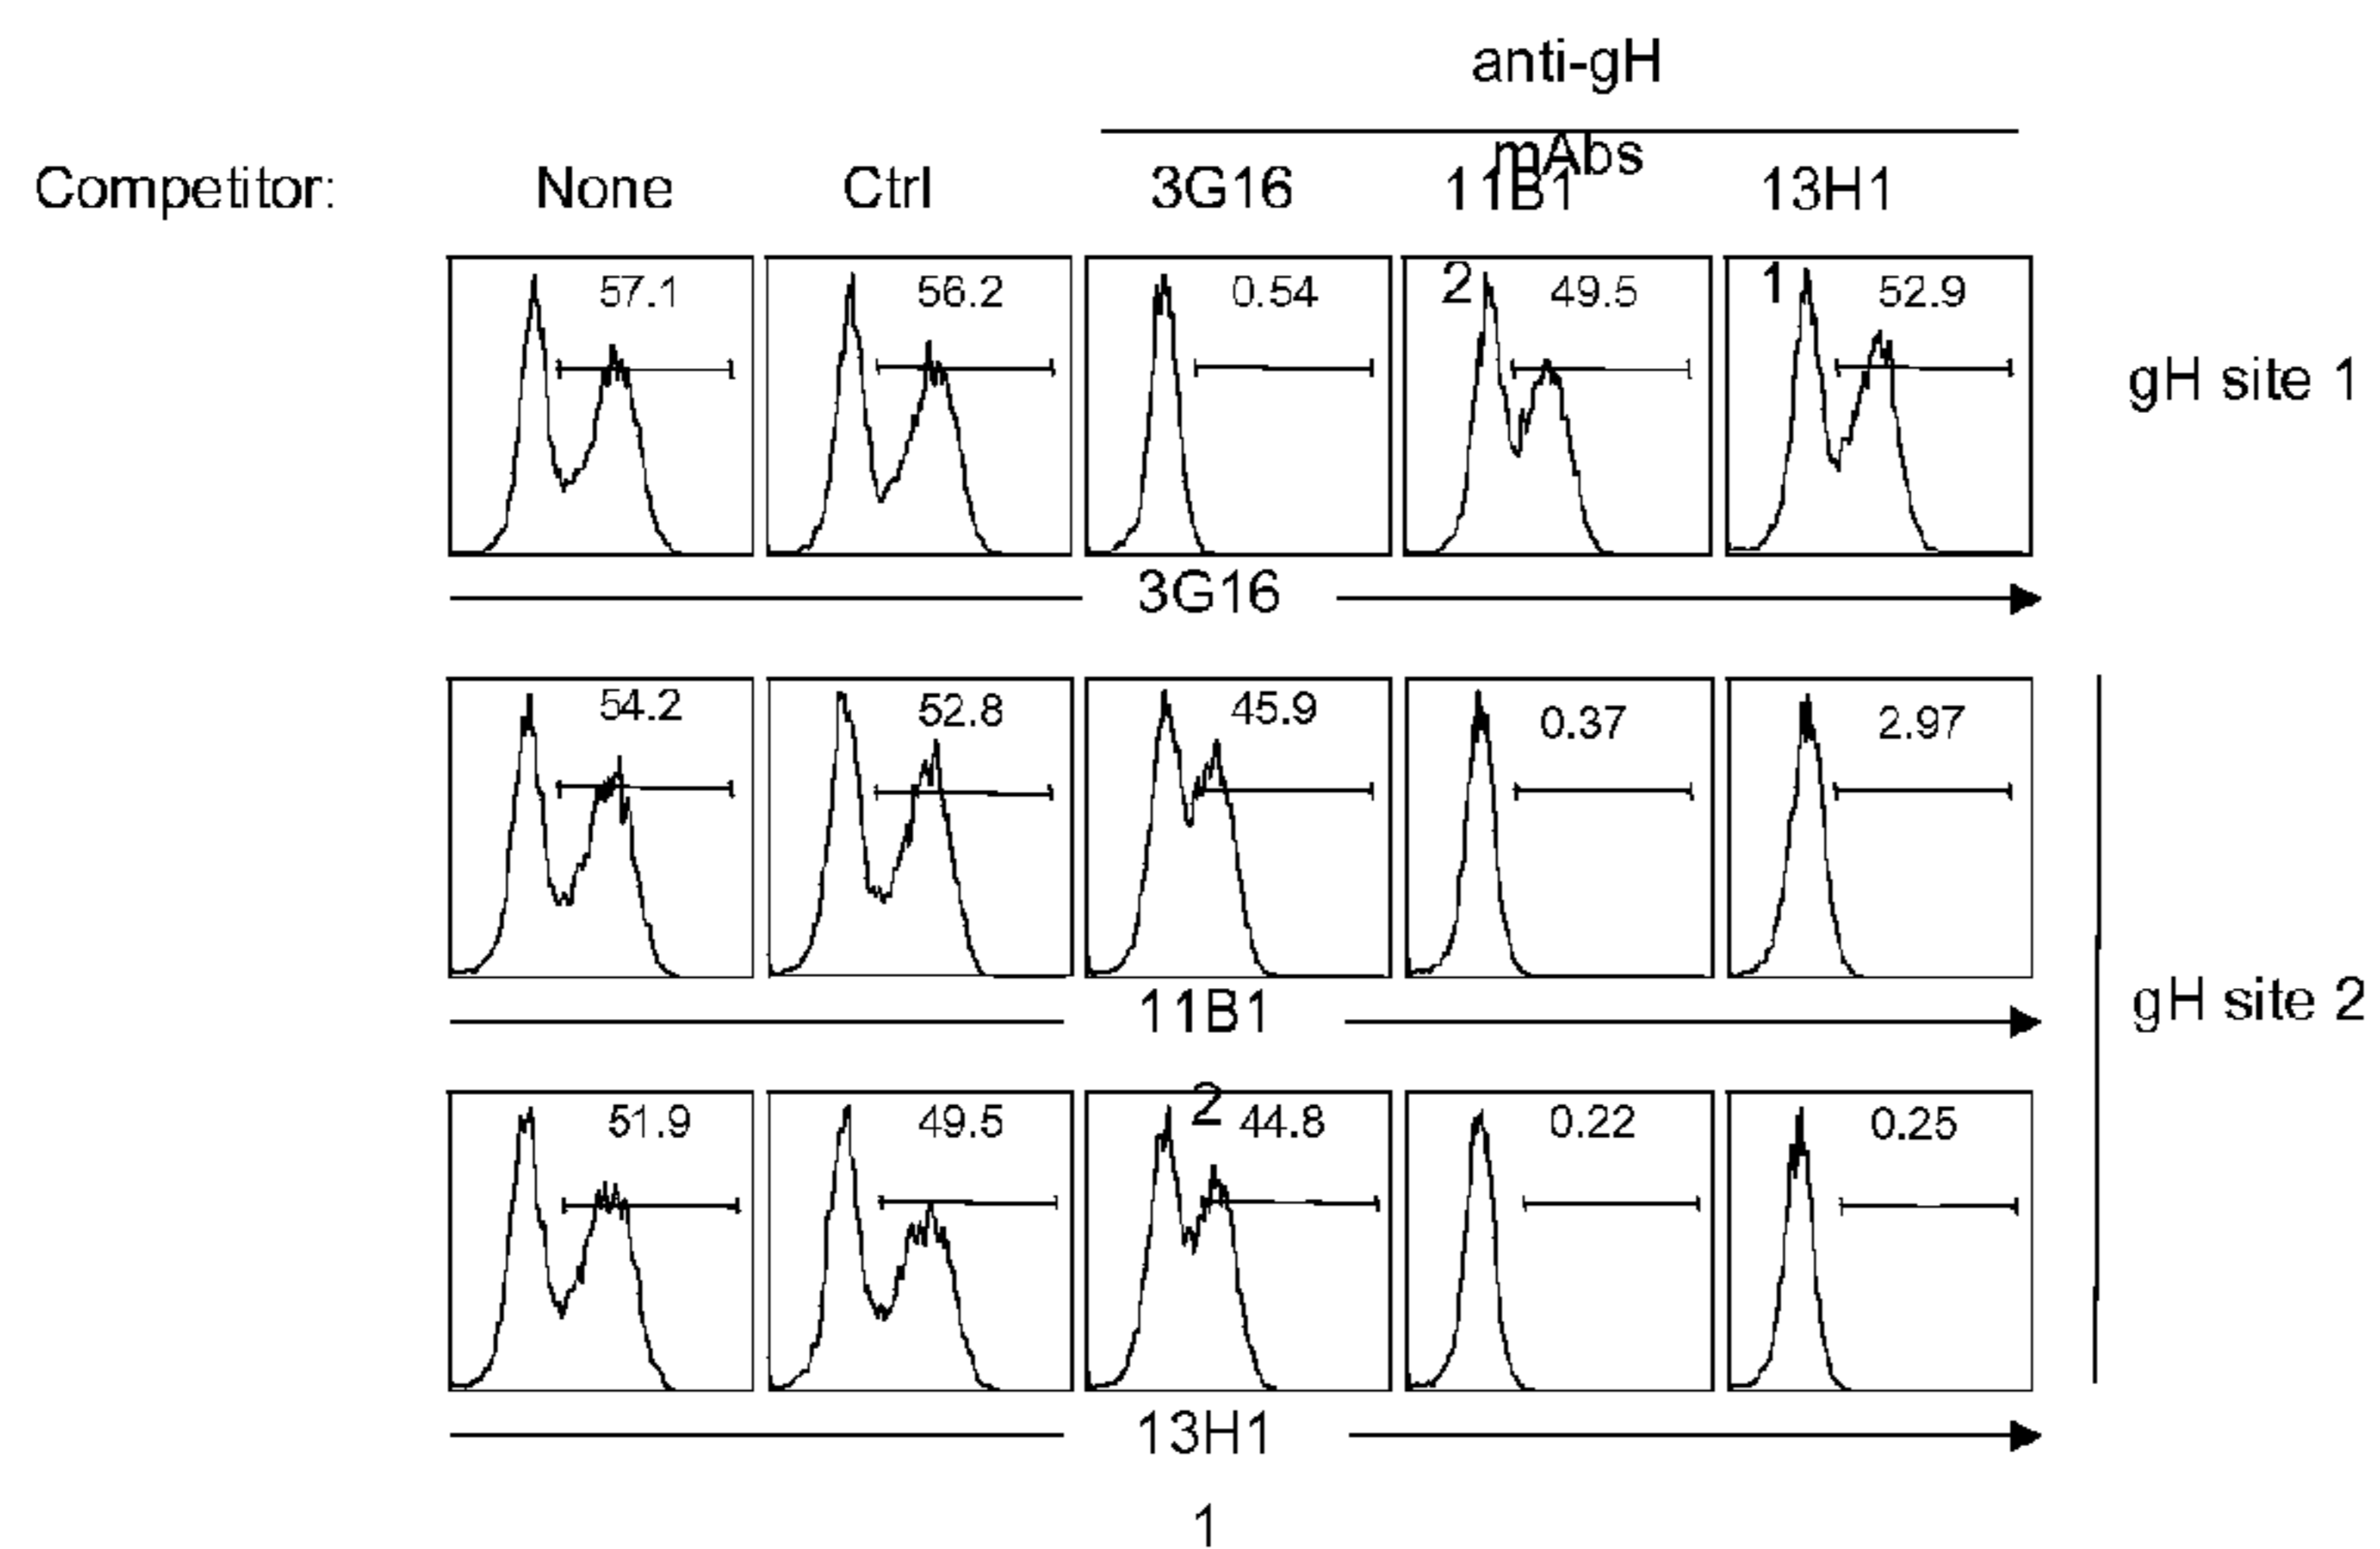 anti-gH
mAbs
Competitor: None Ctrl 3G16 11B1 13H1
2 1
57.1 56.2 0.54 49.5 52.9
gH site 1
3G16
54.2 52.8 45.9 0.37 2.97
gH site 2
11B1
2
51.9 49.5 44.8 0.22 0.25
13H1
1